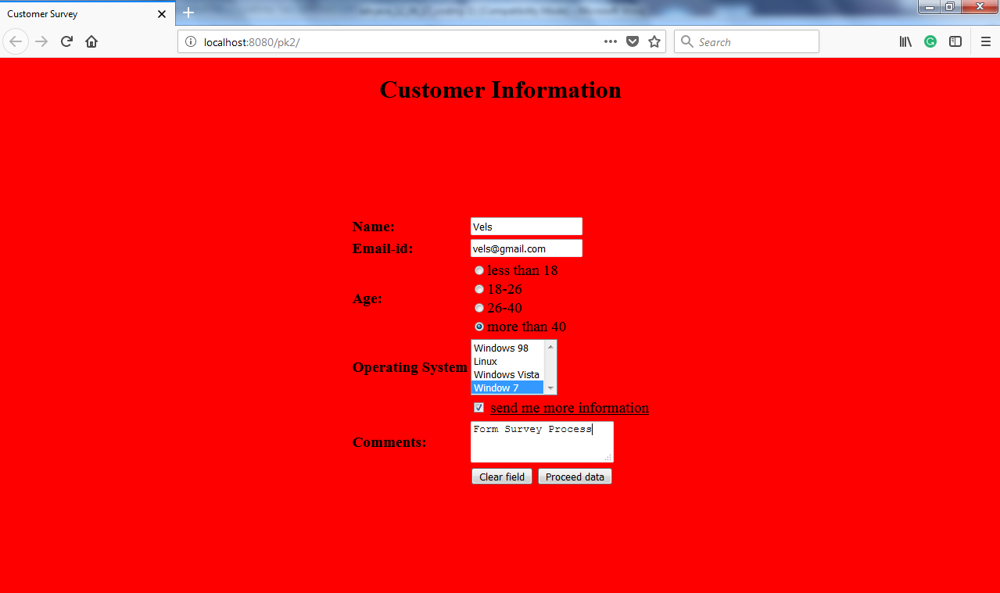 Customer Survey
localhost:8080/pk2/
Search
Customer Information
Name: Vels
Email-id: vels@gmail.com
less than 18
18-26
Age:
26-40
more than 40
Windows 98
Linux
Operating System
Windows Vista
Window 7
send me more information
Form Survey Process
Comments:
Clear field Proceed data